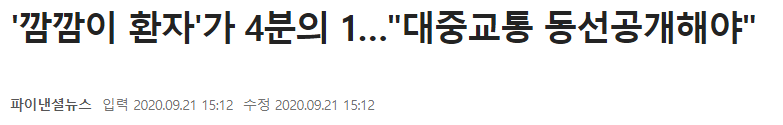 '깜깜이 환자'가 4분의 1…"대중교통 동선공개해야"
파이낸셜뉴스 입력 2020.09.21 15:12 수정 2020.09.21 15:12